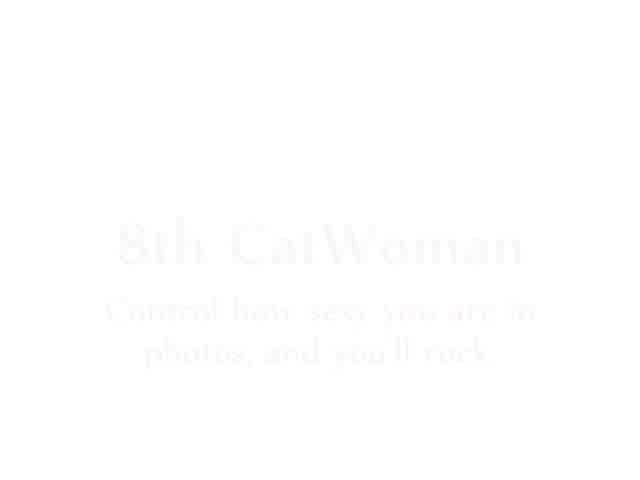 8th CatWoman
Control how sexy you are in
photos, and you'll rock